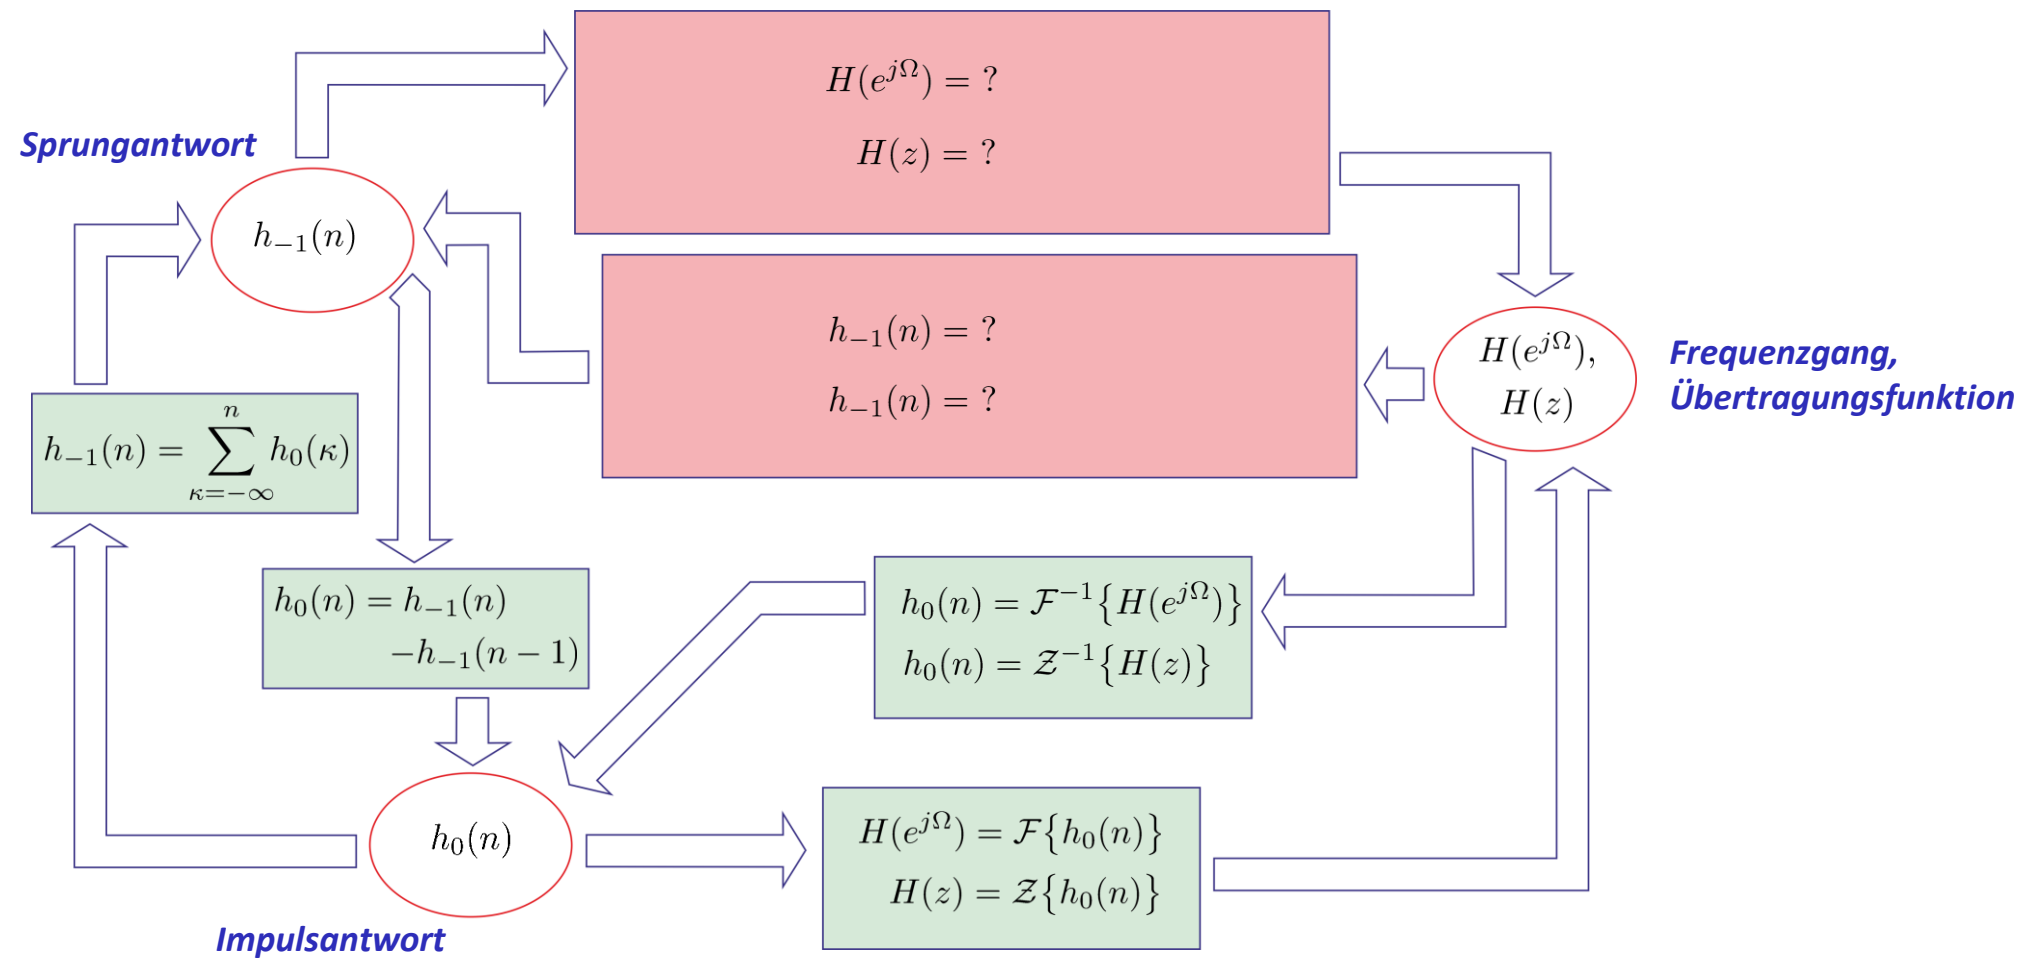 H(e^{jΩ}) = ?
H(z) = ?
Sprungantwort
h_{−1}(n)
h_{−1}(n) = ?
h_{−1}(n) = ?
H(e^{jΩ}),
H(z)
Frequenzgang,
Übertragungsfunktion
h_{−1}(n) = \sum_{κ=−∞}^{n} h_0(κ)
h_0(n) = h_{−1}(n)
−h_{−1}(n − 1)
h_0(n) = \mathcal{F}^{−1}{H(e^{jΩ})}
h_0(n) = \mathcal{Z}^{−1}{H(z)}
h_0(n)
Impulsantwort
H(e^{jΩ}) = \mathcal{F}{h_0(n)}
H(z) = \mathcal{Z}{h_0(n)}